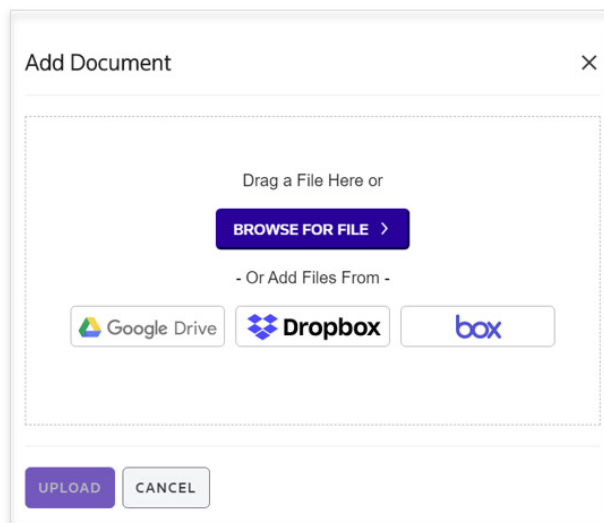 Add Document
Drag a File Here or
BROWSE FOR FILE
- Or Add Files From -
Google Drive Dropbox box
UPLOAD CANCEL